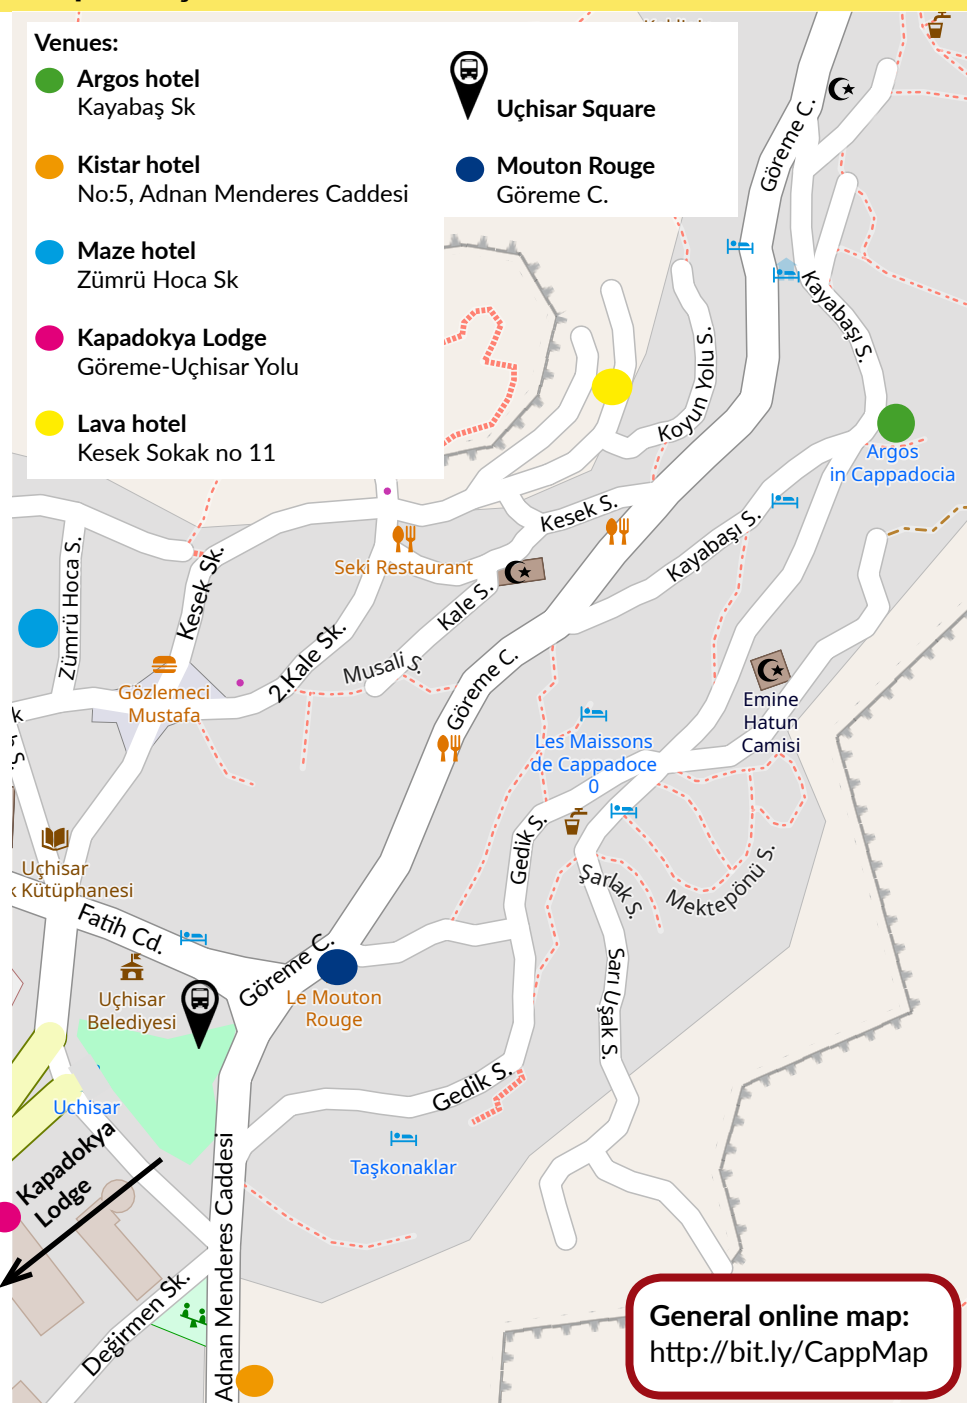 Venues:
Argos hotel
Kayabaş Sk
Kistar hotel
No:5, Adnan Menderes Caddesi
Maze hotel
Zümrü Hoca Sk
Kapadokya Lodge
Göreme-Uçhisar Yolu
Lava hotel
Kesek Sokak no 11
Uçhisar Square
Mouton Rouge
Göreme C.
Göreme C.
Kayabaşı S.
Koyun Yolu S.
Argos
in Cappadocia
Kesek S.
Kayabaşı S.
Seki Restaurant
Kale S.
Zümrü Hoca S.
Kesek Sk.
2.Kale Sk.
Musalı S
Göreme C.
Gözlemeci
Mustafa
k
S.
Emine
Hatun
Camisi
Les Maissons
de Cappadoce
0
Gedik S.
Şarlak S.
Mektepönü S.
Uçhisar
k Kütüphanesi
Fatih Cd.
Göreme C.
Sarı Uşak S.
Uçhisar
Belediyesi
Le Mouton
Rouge
Gedik S.
Uchisar
Kapadokya
Lodge
Taşkonaklar
Adnan Menderes Caddesi
Değirmen Sk.
General online map:
http://bit.ly/CappMap